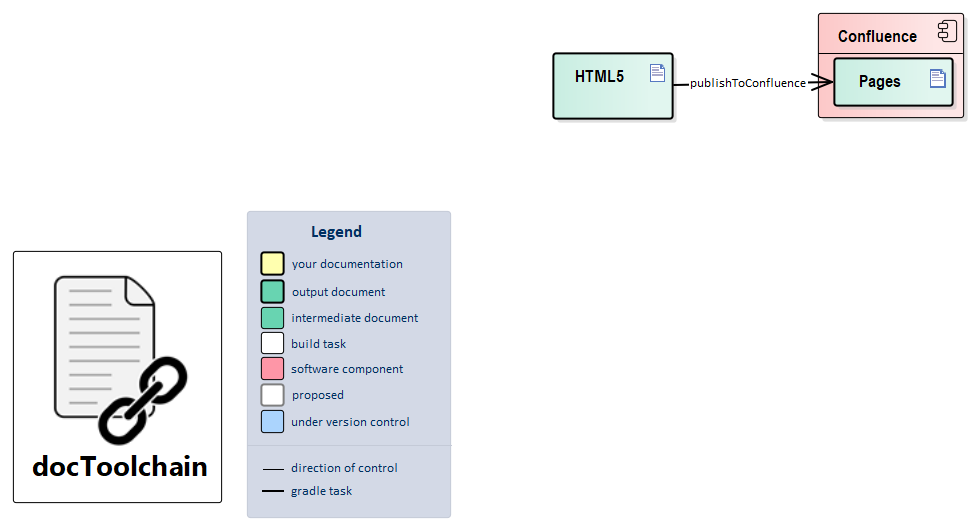 Confluence
HTML5
publishToConfluence
Pages
Legend
your documentation
output document
intermediate document
build task
software component
proposed
under version control
direction of control
gradle task
docToolchain